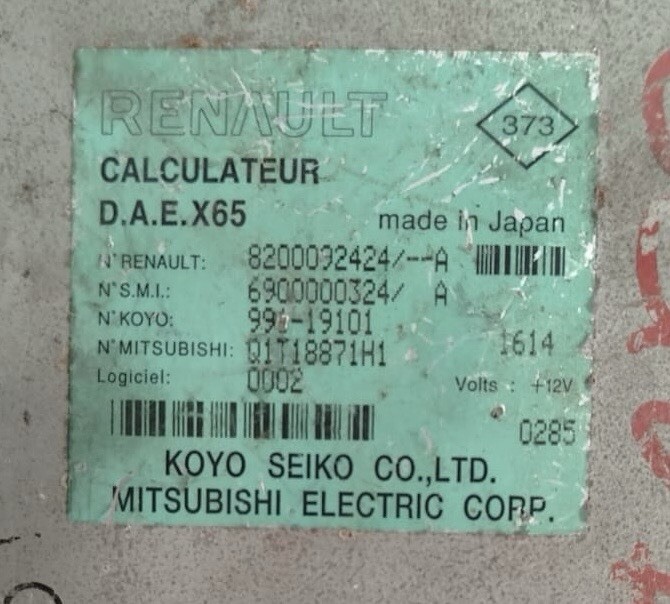 RENAULT
373
CALCULATEUR
D.A.E.X65
made in Japan
N° RENAULT: 8200092424/--A
N° S.M.I.: 6900000324/ A
N° KOYO:
N° MITSUBISHI: Q1T18871H1
1614
Logiciel: 0002
Volts : +12V
0285
KOYO SEIKO CO.,LTD.
MITSUBISHI ELECTRIC CORP.